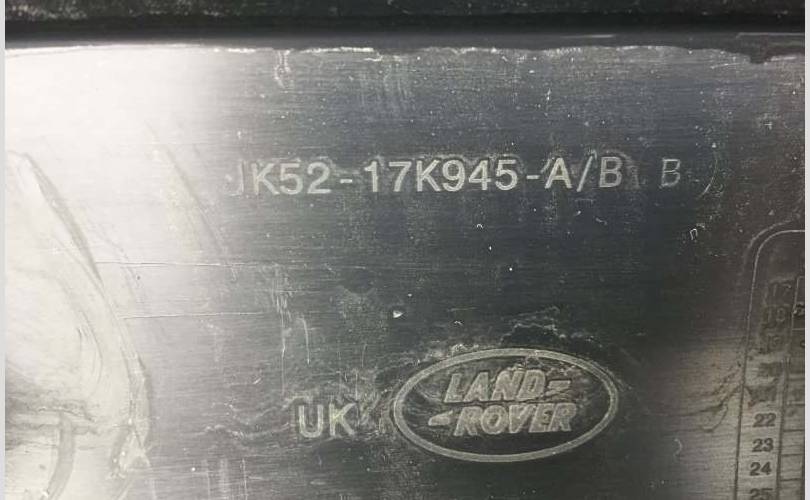 JK52-17K945-A/B B
UK
LAND-
-ROVER
22
23
24